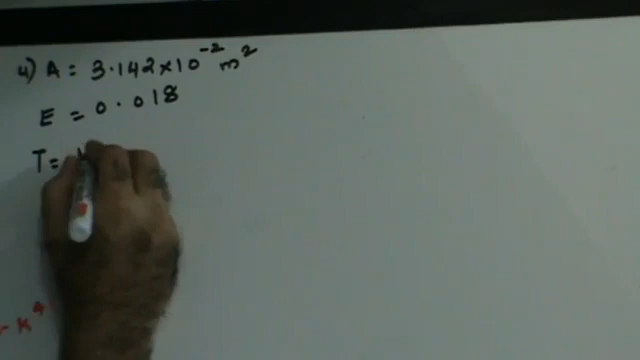 4) A = 3.142×10⁻² m²
E = 0.018
T =